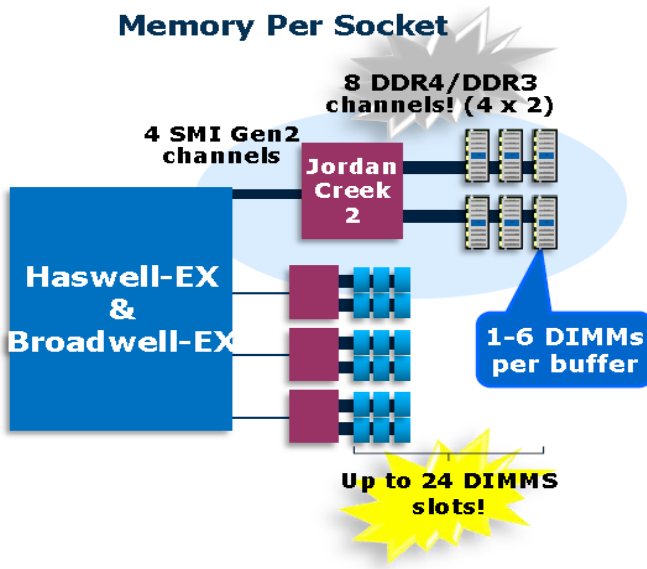 Memory Per Socket
8 DDR4/DDR3
channels! (4 x 2)
4 SMI Gen2
channels
Jordan
Creek
2
Haswell-EX
&
Broadwell-EX
1-6 DIMMs
per buffer
Up to 24 DIMMS
slots!